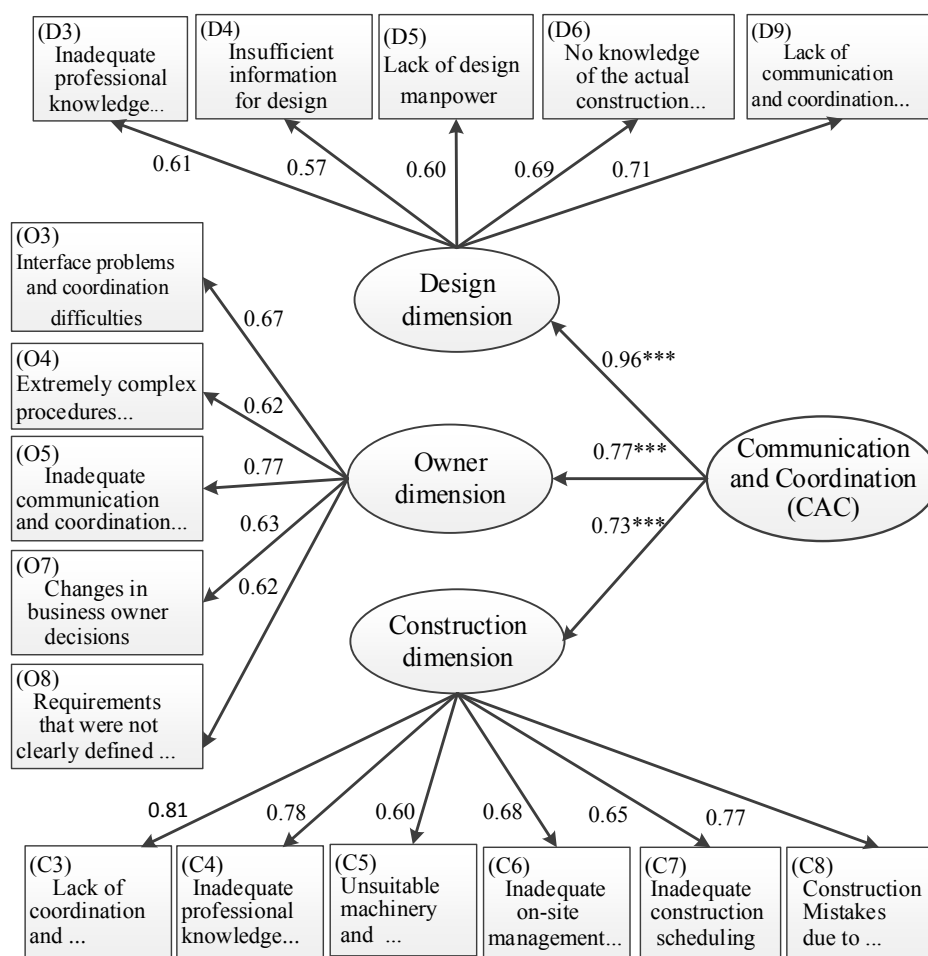 (D3)
Inadequate
professional
knowledge...
(D4)
Insufficient
information
for design
(D5)
Lack of design
manpower
(D6)
No knowledge
of the actual
construction...
(D9)
Lack of
communication
and coordination...
0.61
0.57
0.60
0.69
0.71
(O3)
Interface problems
and coordination
difficulties
(O4)
Extremely complex
procedures...
(O5)
Inadequate
communication
and coordination...
(O7)
Changes in
business owner
decisions
(O8)
Requirements
that were not
clearly defined ...
0.67
0.62
0.77
0.63
0.62
Design
dimension
Owner
dimension
Construction
dimension
0.96***
0.77***
0.73***
Communication
and Coordination
(CAC)
0.81
0.78
0.60
0.68
0.65
0.77
(C3)
Lack of
coordination
and ...
(C4)
Inadequate
professional
knowledge...
(C5)
Unsuitable
machinery
and ...
(C6)
Inadequate
on-site
management...
(C7)
Inadequate
construction
scheduling
(C8)
Construction
Mistakes
due to ...